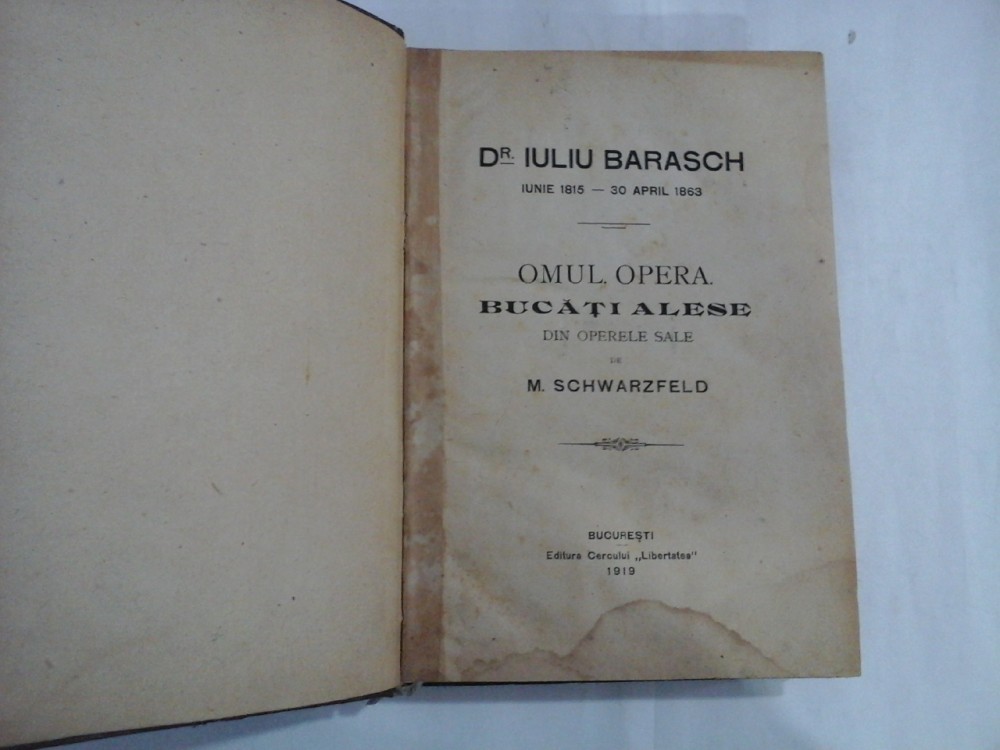 DR. IULIU BARASCH
IUNIE 1815 — 30 APRIL 1863
OMUL, OPERA.
BUCĂȚI ALESE
DIN OPERELE SALE
DE
M. SCHWARZFELD
BUCUREȘTI
Editura Cercului „Libertatea"
1919